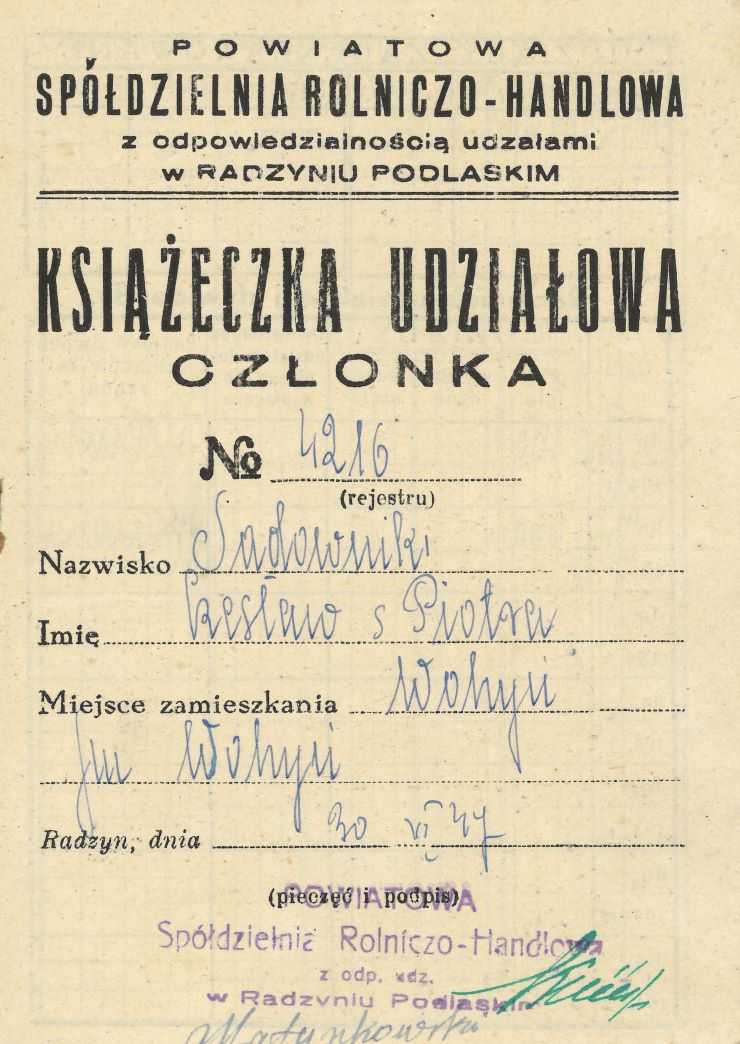 POWIATOWA
SPÓŁDZIELNIA ROLNICZO-HANDLOWA
z odpowiedzialnością udzałami
w RADZYNIU PODLASKIM
KSIĄŻECZKA UDZIAŁOWA
CZŁONKA
№ 4216
(rejestru)
Nazwisko Sadownik
Imię Czesław s Piotra
Miejsce zamieszkania Wohyń
gm Wohyń
Radzyn, dnia 30 VI 47
(pieczęć i podpis)
POWIATOWA
Spółdzielnia Rolniczo-Handlowa
z odp. udz.
w Radzyniu Podlaskim